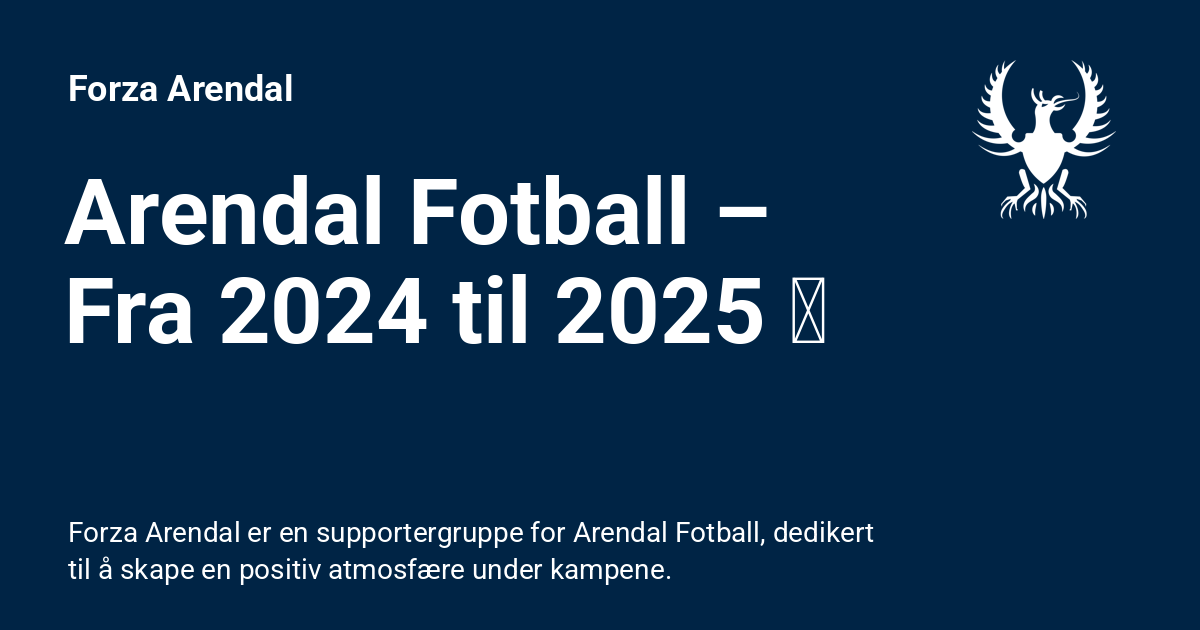 Forza Arendal
Arendal Fotball –
Fra 2024 til 2025
Forza Arendal er en supportergruppe for Arendal Fotball, dedikert
til å skape en positiv atmosfære under kampene.